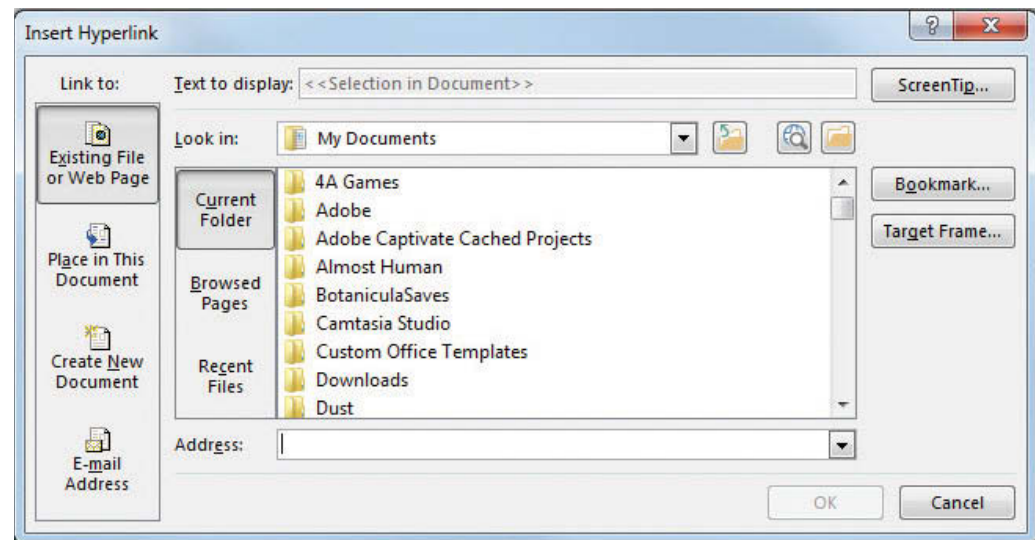 Insert Hyperlink
?
X
Link to:
Text to display: <<Selection in Document>>
ScreenTip...
Existing File
or Web Page
Place in This
Document
Create New
Document
E-mail
Address
Look in: My Documents
Current
Folder
Browsed
Pages
Recent
Files
4A Games
Adobe
Adobe Captivate Cached Projects
Almost Human
BotaniculaSaves
Camtasia Studio
Custom Office Templates
Downloads
Dust
Bookmark...
Target Frame...
Address:
OK
Cancel